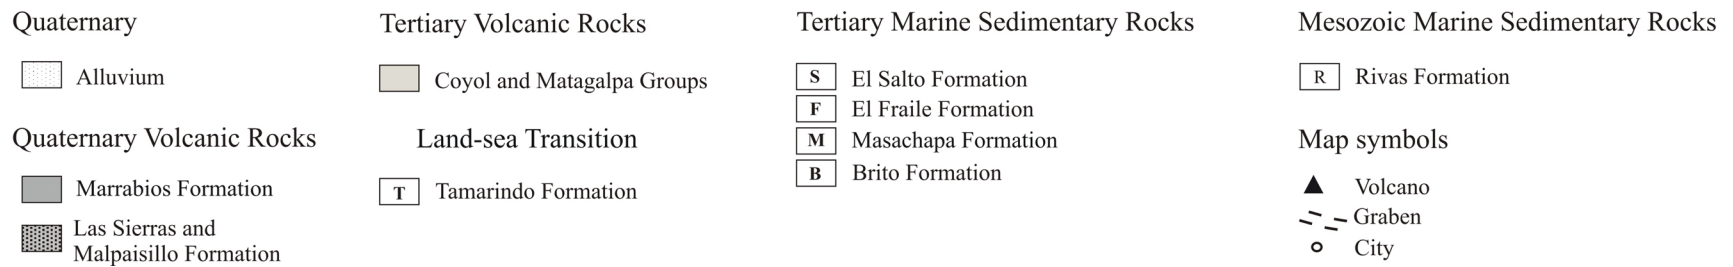 Quaternary
Alluvium
Quaternary Volcanic Rocks
Marrabios Formation
Las Sierras and
Malpaisillo Formation
Tertiary Volcanic Rocks
Coyol and Matagalpa Groups
Land-sea Transition
T Tamarindo Formation
Tertiary Marine Sedimentary Rocks
S El Salto Formation
F El Fraile Formation
M Masachapa Formation
B Brito Formation
Mesozoic Marine Sedimentary Rocks
R Rivas Formation
Map symbols
Volcano
Graben
City